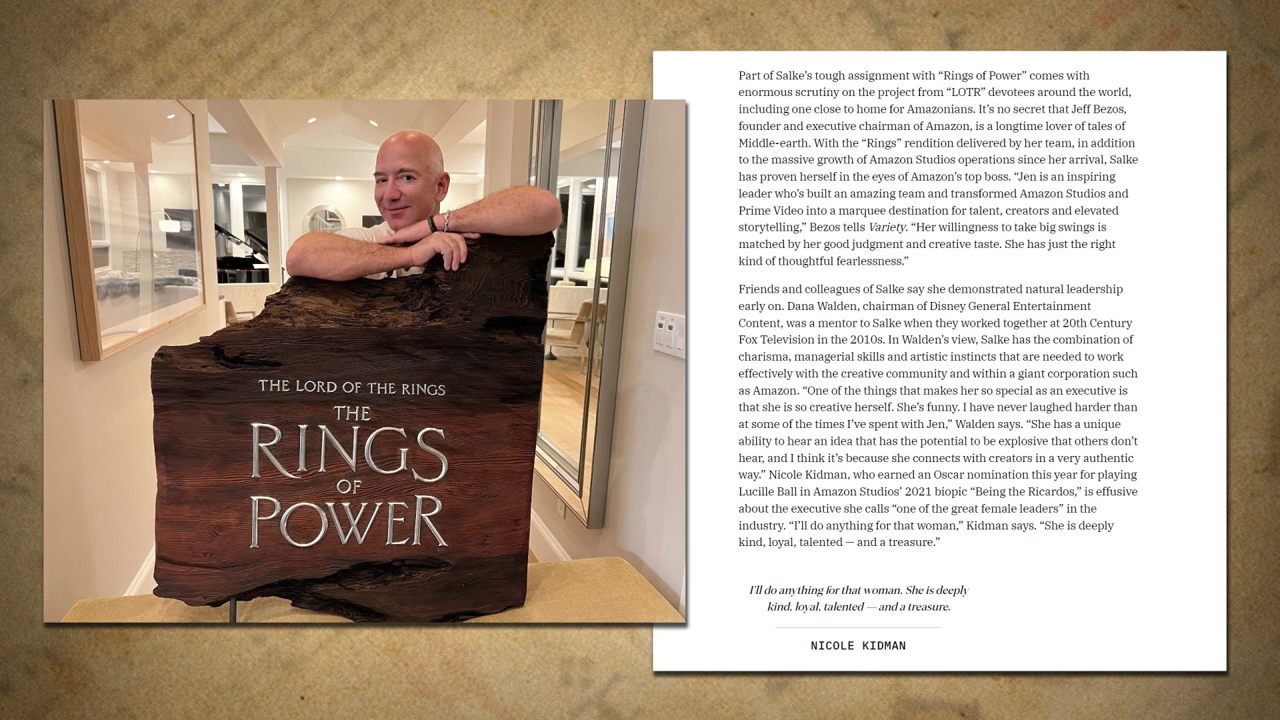 THE LORD OF THE RINGS
THE
RINGS
OF
POWER
Part of Salke's tough assignment with “Rings of Power” comes with
enormous scrutiny on the project from “LOTR” devotees around the world,
including one close to home for Amazonians. It's no secret that Jeff Bezos,
founder and executive chairman of Amazon, is a longtime lover of tales of
Middle-earth. With the “Rings” rendition delivered by her team, in addition
to the massive growth of Amazon Studios operations since her arrival, Salke
has proven herself in the eyes of Amazon's top boss. “Jen is an inspiring
leader who's built an amazing team and transformed Amazon Studios and
Prime Video into a marquee destination for talent, creators and elevated
storytelling,” Bezos tells Variety. “Her willingness to take big swings is
matched by her good judgment and creative taste. She has just the right
kind of thoughtful fearlessness.”
Friends and colleagues of Salke say she demonstrated natural leadership
early on. Dana Walden, chairman of Disney General Entertainment
Content, was a mentor to Salke when they worked together at 20th Century
Fox Television in the 2010s. In Walden's view, Salke has the combination of
charisma, managerial skills and artistic instincts that are needed to work
effectively with the creative community and within a giant corporation such
as Amazon. “One of the things that makes her so special as an executive is
that she is so creative herself. She's funny. I have never laughed harder than
at some of the times I've spent with Jen,” Walden says. “She has a unique
ability to hear an idea that has the potential to be explosive that others don't
hear, and I think it's because she connects with creators in a very authentic
way.” Nicole Kidman, who earned an Oscar nomination this year for playing
Lucille Ball in Amazon Studios' 2021 biopic “Being the Ricardos,” is effusive
about the executive she calls “one of the great female leaders” in the
industry. “I'll do anything for that woman,” Kidman says. “She is deeply
kind, loyal, talented — and a treasure.”
I'll do anything for that woman. She is deeply
kind, loyal, talented — and a treasure.
NICOLE KIDMAN